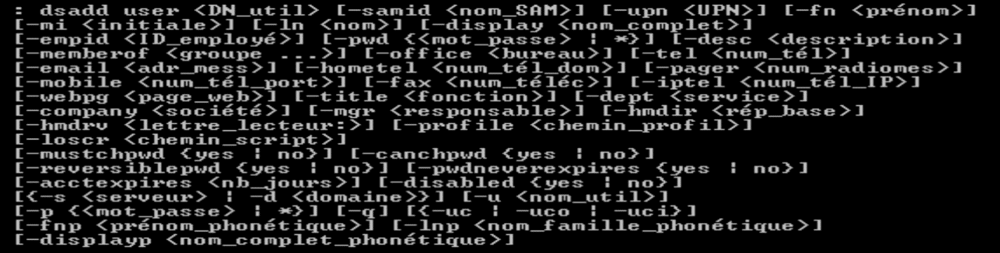 : dsadd user <DN_util> [-samid <nom_SAM>] [-upn <UPN>] [-fn <prénom>]
[-mi <initiale>] [-ln <nom>] [-display <nom_complet>]
[-empid <ID_employé>] [-pwd {<mot_passe> | *}] [-desc <description>]
[-memberof <groupe ...>] [-office <bureau>] [-tel <num_tél>]
[-email <adr_mess>] [-hometel <num_tél_dom>] [-pager <num_radiomes>]
[-mobile <num_tél_port>] [-fax <num_téléc>] [-iptel <num_tél_IP>]
[-webpg <page_web>] [-title <fonction>] [-dept <service>]
[-company <société>] [-mgr <responsable>] [-hmdir <rép_base>]
[-hmdrv <lettre_lecteur:>] [-profile <chemin_profil>]
[-loscr <chemin_script>]
[-mustchpwd {yes | no}] [-canchpwd {yes | no}]
[-reversiblepwd {yes | no}] [-pwdneverexpires {yes | no}]
[-acctexpires <nb_jours>] [-disabled {yes | no}]
[{-s <serveur> | -d <domaine>}] [-u <nom_util>]
[-p {<mot_passe> | *}] [-q] [{-uc | -uco | -uci}]
[-fnp <prénom_phonétique>] [-lnp <nom_famille_phonétique>]
[-displayp <nom_complet_phonétique>]